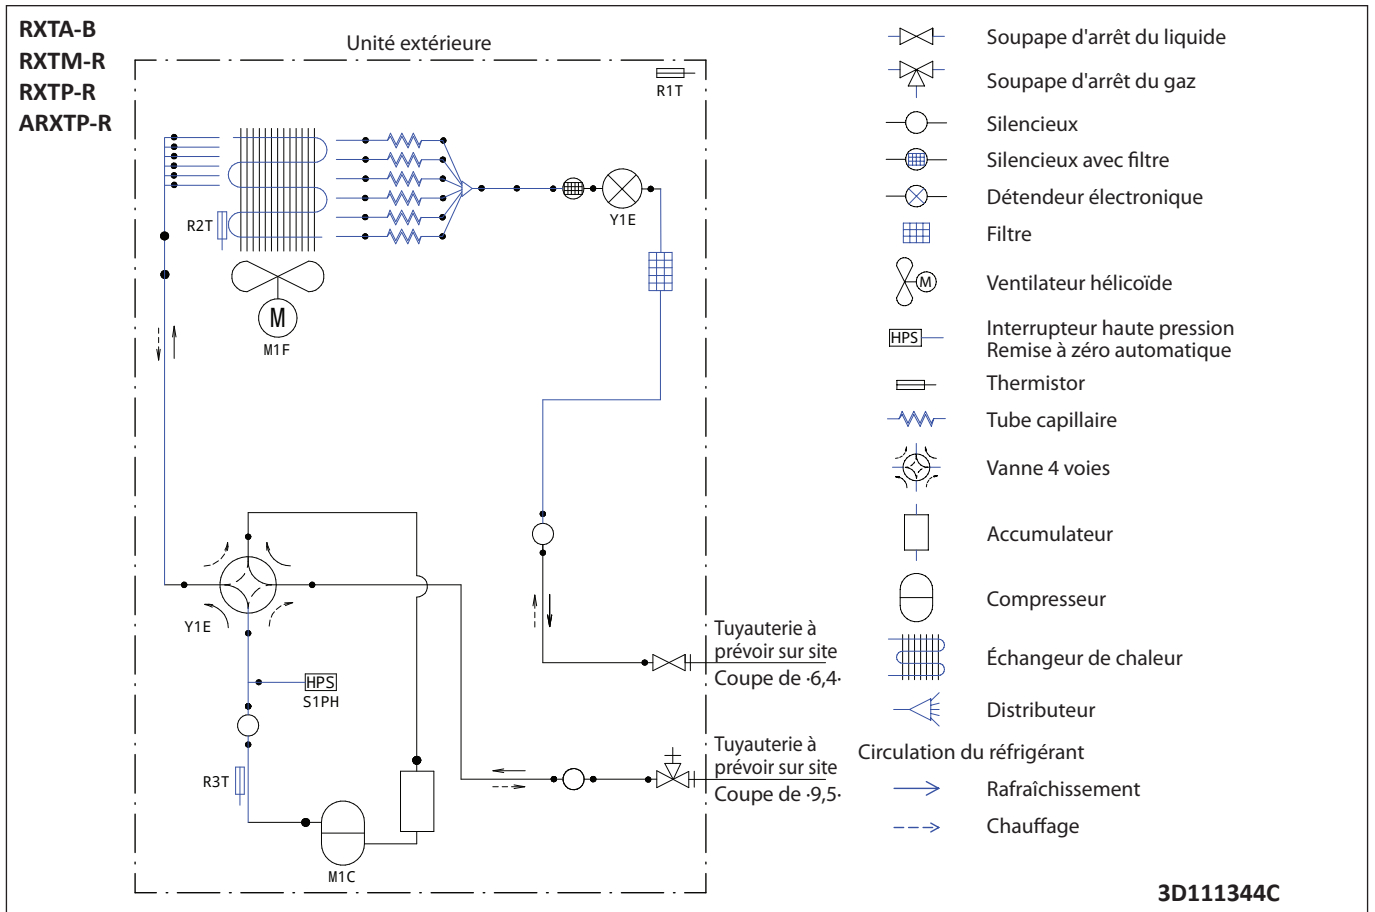 RXTA-B
RXTM-R
RXTP-R
ARXTP-R
Unité extérieure
R1T
R2T
Y1E
M
M1F
Y1E
HPS
S1PH
R3T
M1C
Tuyauterie à
prévoir sur site
Coupe de ·6,4·
Tuyauterie à
prévoir sur site
Coupe de ·9,5·
Soupape d'arrêt du liquide
Soupape d'arrêt du gaz
Silencieux
Silencieux avec filtre
Détendeur électronique
Filtre
M
Ventilateur hélicoïde
HPS
Interrupteur haute pression
Remise à zéro automatique
Thermistor
Tube capillaire
Vanne 4 voies
Accumulateur
Compresseur
Échangeur de chaleur
Distributeur
Circulation du réfrigérant
Rafraîchissement
Chauffage
3D111344C